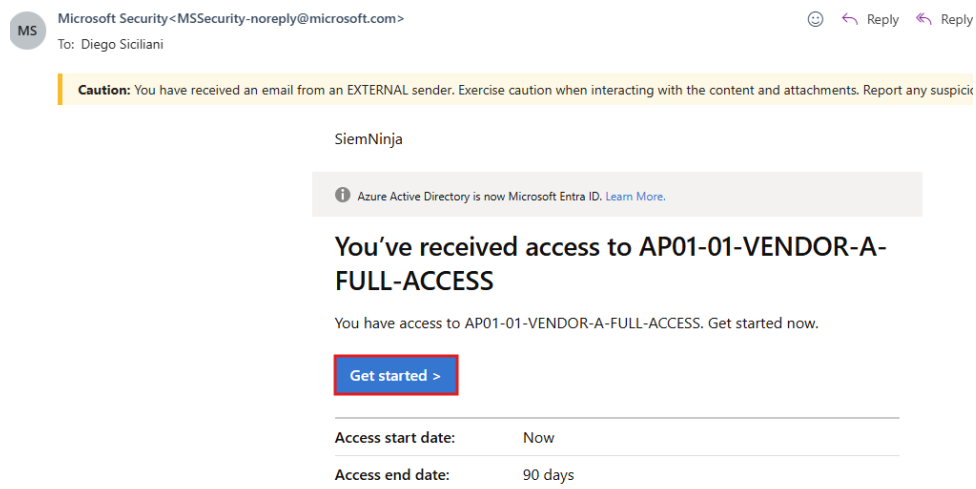 MS
Microsoft Security<MSSecurity-noreply@microsoft.com>
Reply
Reply
To: Diego Siciliani
Caution: You have received an email from an EXTERNAL sender. Exercise caution when interacting with the content and attachments. Report any
SiemNinja
Azure Active Directory is now Microsoft Entra ID. Learn More.
You've received access to AP01-01-VENDOR-A-
FULL-ACCESS
You have access to AP01-01-VENDOR-A-FULL-ACCESS. Get started now.
Get started >
Access start date: Now
Access end date: 90 days